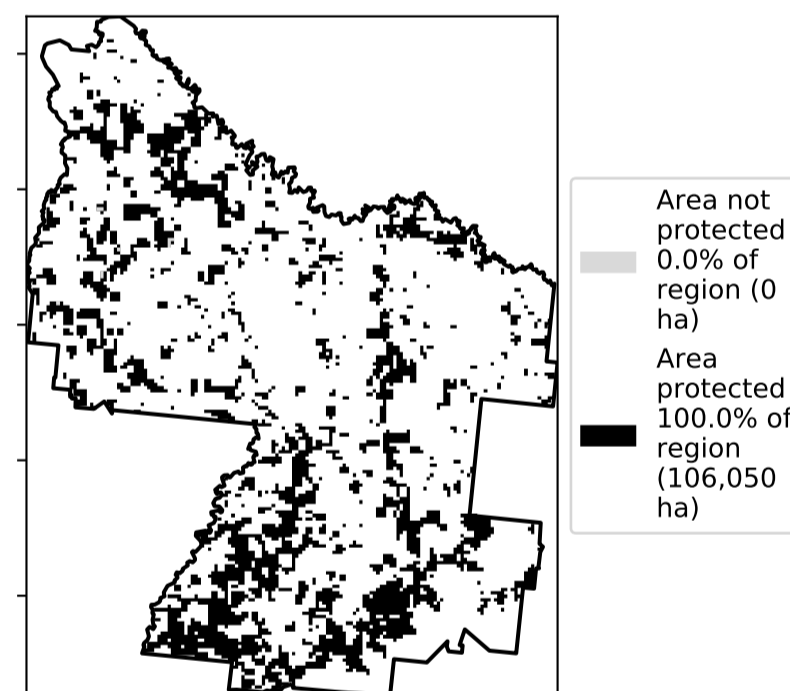 Area not
protected
0.0% of
region (0
ha)
Area
protected
100.0% of
region
(106,050
ha)